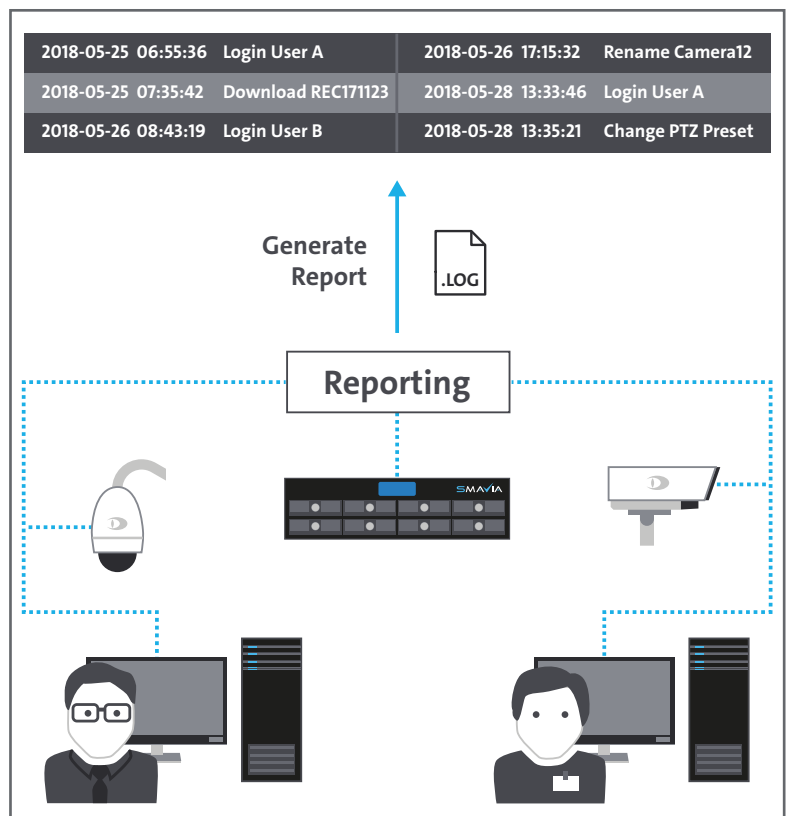 2018-05-25 06:55:36 Login User A
2018-05-25 07:35:42 Download REC171123
2018-05-26 08:43:19 Login User B
2018-05-26 17:15:32 Rename Camera12
2018-05-28 13:33:46 Login User A
2018-05-28 13:35:21 Change PTZ Preset
Generate
Report
.LOG
Reporting
SMAVIA